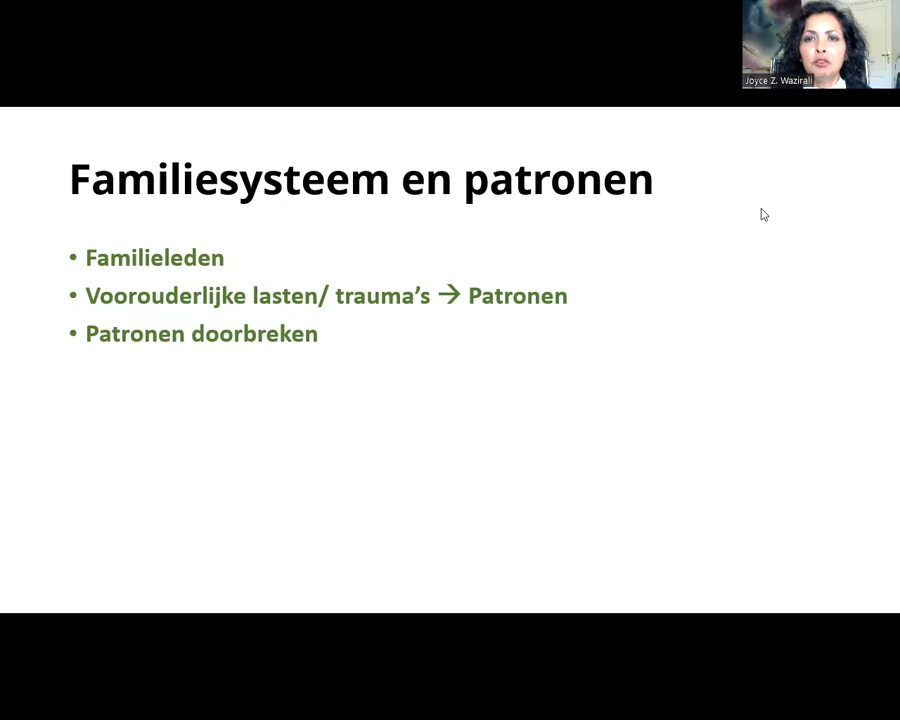 Joyce Z. Wazirali
Familiesysteem en patronen
• Familieleden
• Voorouderlijke lasten/ trauma’s → Patronen
• Patronen doorbreken